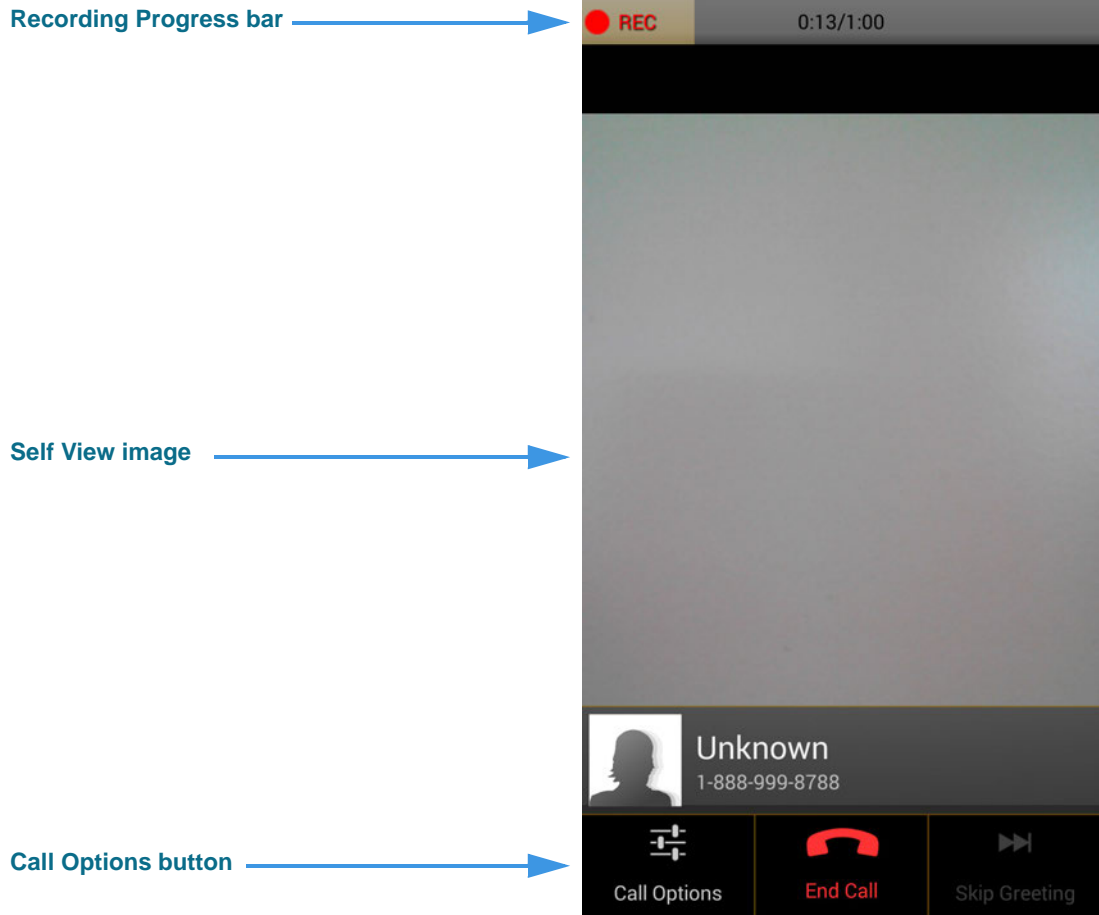 Recording Progress bar
REC 0:13/1:00
Self View image
Unknown
1-888-999-8788
Call Options button
Call Options End Call Skip Greeting